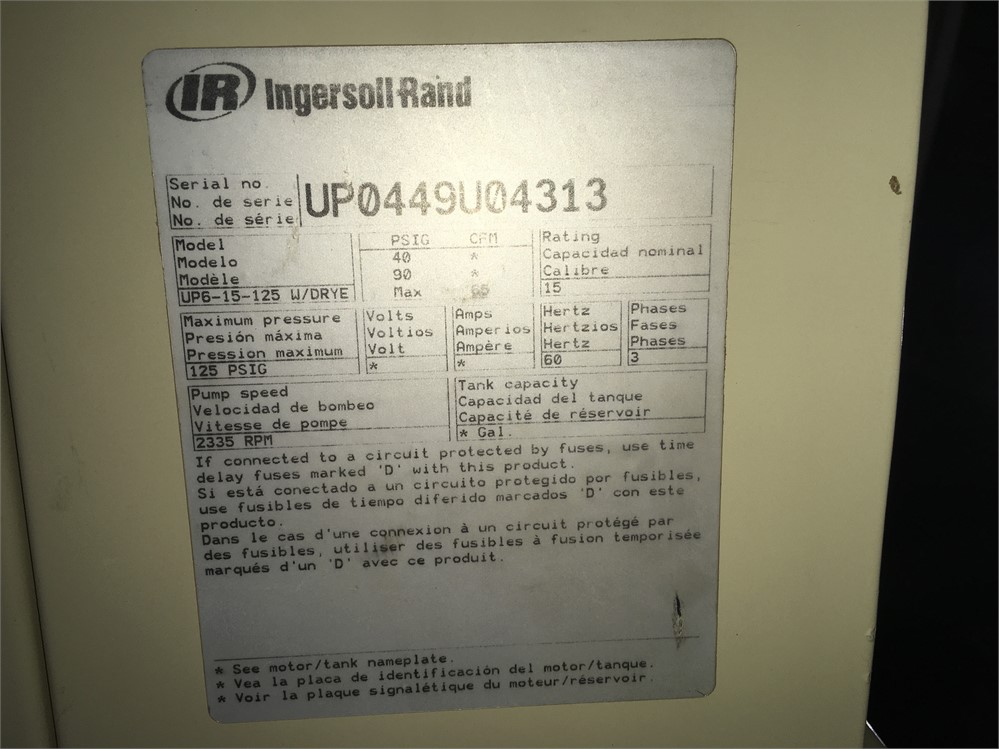 IR Ingersoll-Rand
Serial no.
No. de serie
No. de série
UP0449U04313
Model
Modelo
Modèle
UP6-15-125 W/DRYE
PSIG CFM
40 *
90 *
Max 65
Rating
Capacidad nominal
Calibre
15
Maximum pressure
Presión máxima
Pression maximum
125 PSIG
Volts
Voltios
Volt
*
Amps
Amperios
Ampère
*
Hertz
Hertzios
Hertz
60
Phases
Fases
Phases
3
Pump speed
Velocidad de bombeo
Vitesse de pompe
2335 RPM
Tank capacity
Capacidad del tanque
Capacité de réservoir
* Gal.
If connected to a circuit protected by fuses, use time
delay fuses marked 'D' with this product.
Si está conectado a un circuito protegido por fusibles,
use fusibles de tiempo diferido marcados 'D' con este
producto.
Dans le cas d'une connexion à un circuit protégé par
des fusibles, utiliser des fusibles à fusion temporisée
marqués d'un 'D' avec ce produit.
* See motor/tank nameplate.
* Vea la placa de identificación del motor/tanque.
* Voir la plaque signalétique du moteur/réservoir.